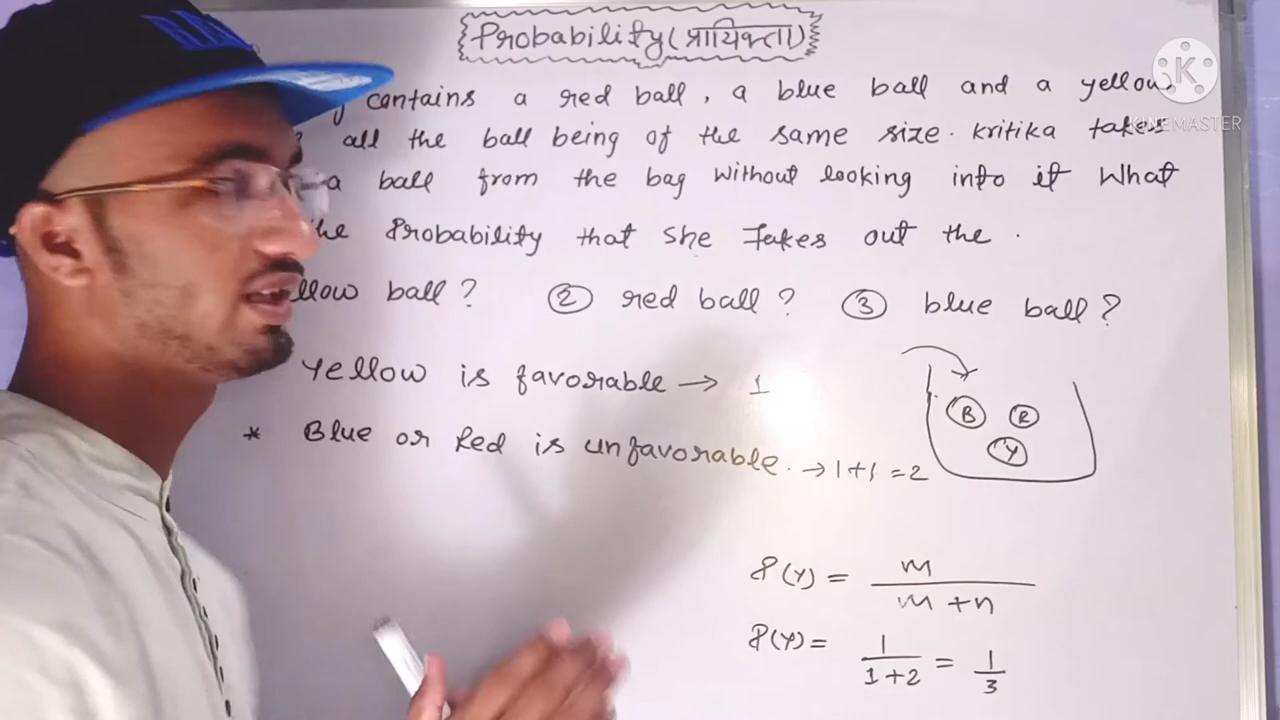 Probability (प्रायिकता)
K
KINEMASTER
contains a red ball, a blue ball and a yellow
all the ball being of the same size. Kritika takes
a ball from the bag without looking into it What
the Probability that she takes out the .
llow ball? ② red ball? ③ blue ball?
Yellow is favorable → 1
* Blue or Red is unfavorable. → 1+1 = 2
B R
Y
P(Y) = m / m+n
P(Y) = 1 / 1+2 = 1/3